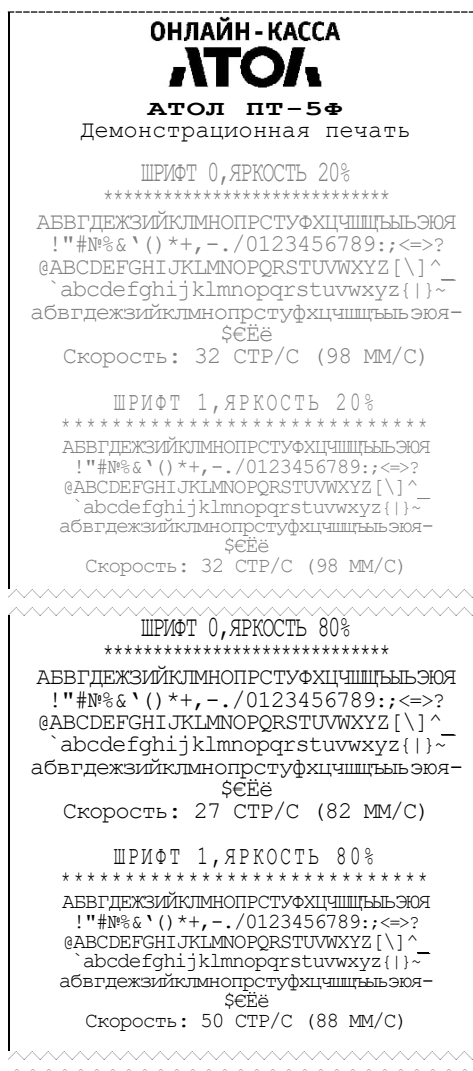 ОНЛАЙН-КАССА
АТОЛ
АТОЛ ПТ-5Ф
Демонстрационная печать
ШРИФТ 0,ЯРКОСТЬ 20%
*****************************
АБВГДЕЖЗИЙКЛМНОПРСТУФХЦЧШЩЪЫЬЭЮЯ
!"#№%&`()*+,-./0123456789:;<=>?
@ABCDEFGHIJKLMNOPQRSTUVWXYZ[\]^_
`abcdefghijklmnopqrstuvwxyz{|}~
абвгдежзийклмнопрстуфхцчшщъыьэюя-
$€Ёё
Скорость: 32 СТР/С (98 ММ/С)
ШРИФТ 1,ЯРКОСТЬ 20%
* * * * * * * * * * * * * * * * * * * * * * * * * * * * *
АБВГДЕЖЗИЙКЛМНОПРСТУФХЦЧШЩЪЫЬЭЮЯ
!"#№%&`()*+,-./0123456789:;<=>?
@ABCDEFGHIJKLMNOPQRSTUVWXYZ[\]^_
`abcdefghijklmnopqrstuvwxyz{|}~
абвгдежзийклмнопрстуфхцчшщъыьэюя-
$€Ёё
Скорость: 32 СТР/С (98 ММ/С)
ШРИФТ 0,ЯРКОСТЬ 80%
*****************************
АБВГДЕЖЗИЙКЛМНОПРСТУФХЦЧШЩЪЫЬЭЮЯ
!"#№%&`()*+,-./0123456789:;<=>?
@ABCDEFGHIJKLMNOPQRSTUVWXYZ[\]^_
`abcdefghijklmnopqrstuvwxyz{|}~
абвгдежзийклмнопрстуфхцчшщъыьэюя-
$€Ёё
Скорость: 27 СТР/С (82 ММ/С)
ШРИФТ 1,ЯРКОСТЬ 80%
* * * * * * * * * * * * * * * * * * * * * * * * * * * * *
АБВГДЕЖЗИЙКЛМНОПРСТУФХЦЧШЩЪЫЬЭЮЯ
!"#№%&`()*+,-./0123456789:;<=>?
@ABCDEFGHIJKLMNOPQRSTUVWXYZ[\]^_
`abcdefghijklmnopqrstuvwxyz{|}~
абвгдежзийклмнопрстуфхцчшщъыьэюя-
$€Ёё
Скорость: 50 СТР/С (88 ММ/С)